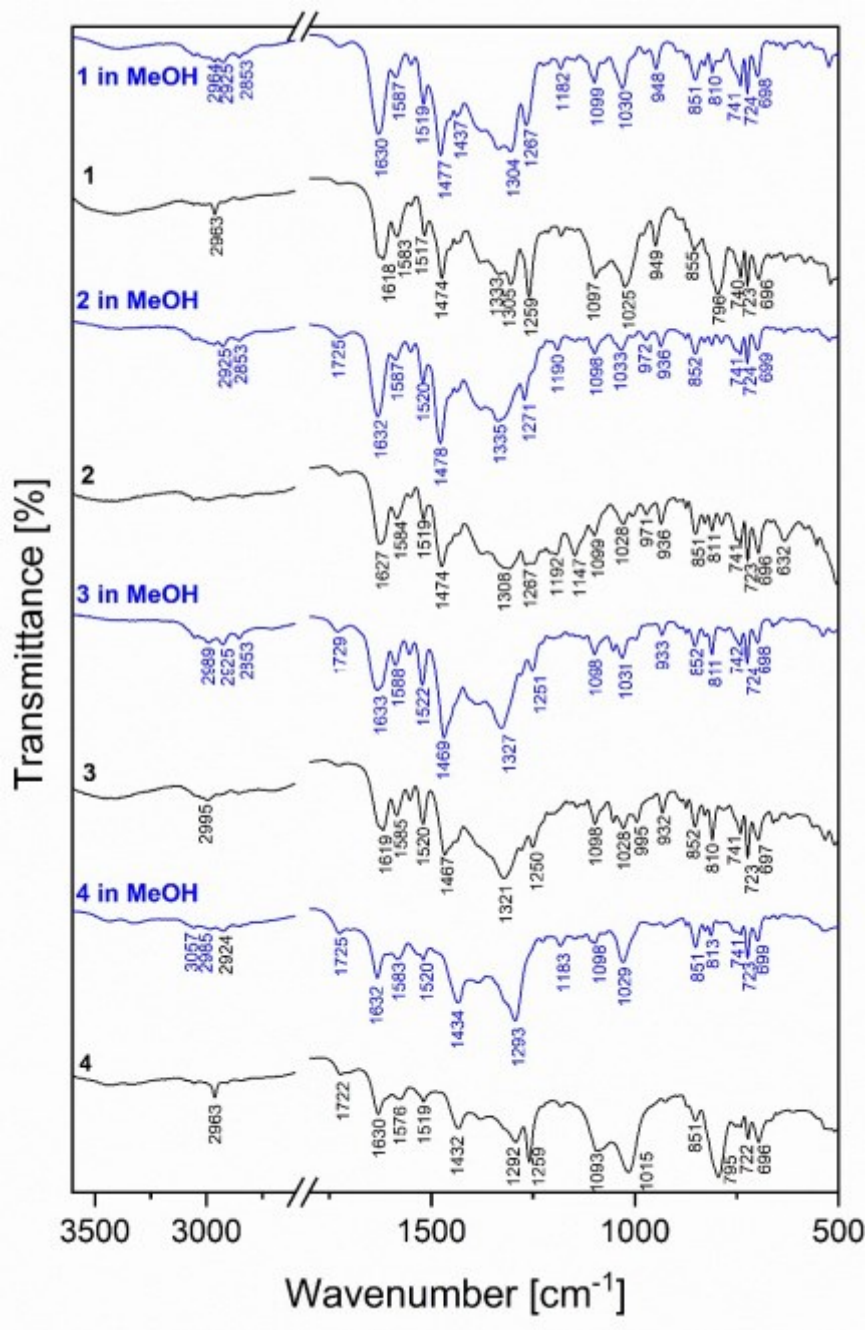 1 in MeOH
2964 2925 2853
1630 1587 1519 1477 1437 1304 1267 1182 1099 1030 948 851 810 741 724 698
1
2963
1618 1583 1517 1474 1333 1305 1259 1097 1025 949 855 796 740 723 696
2 in MeOH
2925 2853
1725 1632 1587 1520 1478 1335 1271 1190 1098 1033 972 936 852 741 724 699
2
1627 1584 1519 1474 1308 1267 1192 1147 1099 1028 971 936 851 811 741 723 696 632
3 in MeOH
2989 2925 2853
1729 1633 1588 1522 1469 1327 1251 1098 1031 933 852 811 742 724 698
3
2995
1619 1585 1520 1467 1321 1250 1098 1028 995 932 852 810 741 723 697
4 in MeOH
3057 2985 2924
1725 1632 1583 1520 1434 1293 1183 1098 1029 851 813 741 723 699
4
2963
1722 1630 1576 1519 1432 1292 1259 1093 1015 851 795 722 696
Transmittance [%]
3500 3000 1500 1000 500
Wavenumber [cm⁻¹]